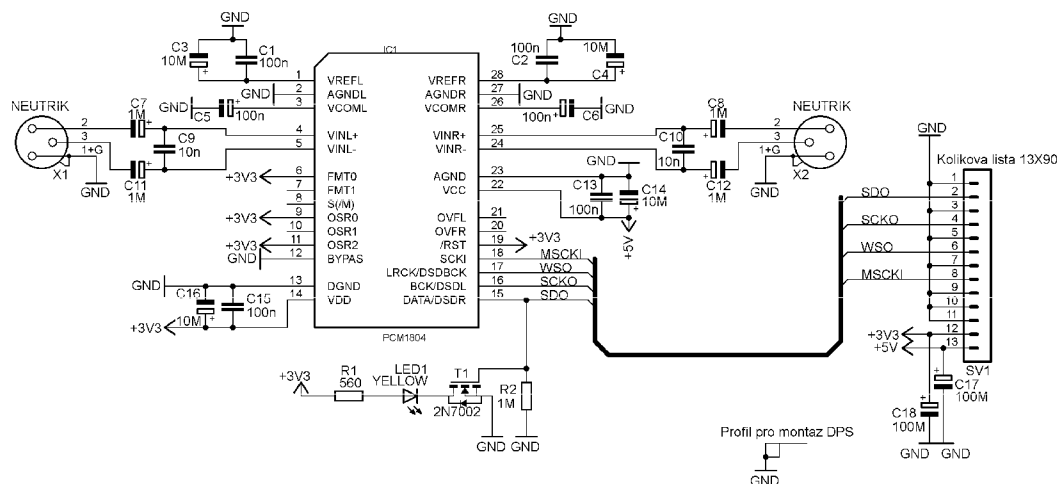 GND
GND
C3
10M
C1
100n
IC1
100n
C2
10M
C4
1 VREFL
2 AGNDL
3 VCOML
4 VINL+
5 VINL-
6 FMT0
7 FMT1
8 S(/M)
9 OSR0
10 OSR1
11 OSR2
12 BYPAS
13 DGND
14 VDD
VREFR 28
AGNDR 27
VCOMR 26
VINR+ 25
VINR- 24
AGND 23
VCC 22
OVFL 21
OVFR 20
/RST 19
SCKI 18
LRCK/DSDBCK 17
BCK/DSDL 16
DATA/DSDR 15
PCM1804
GND
GND
C5
100n
GND
100n
C6
GND
NEUTRIK
2
3
1+G
X1
GND
C7
1M
C9
10n
C11
1M
C8
1M
C10
10n
C12
1M
NEUTRIK
2
3
1+G
X2
GND
+3V3
+3V3
+3V3
GND
GND
C16
10M
C15
100n
+3V3
GND
C13
100n
C14
10M
+5V
+3V3
MSCKI
WSO
SCKO
SDO
GND
Kolikova lista 13X90
SDO
SCKO
WSO
MSCKI
1
2
3
4
5
6
7
8
9
10
11
12
13
+3V3
+5V
SV1
C17
100M
C18
100M
GND
GND
+3V3
R1
560
LED1
YELLOW
T1
2N7002
R2
1M
GND
GND
Profil pro montaz DPS
GND